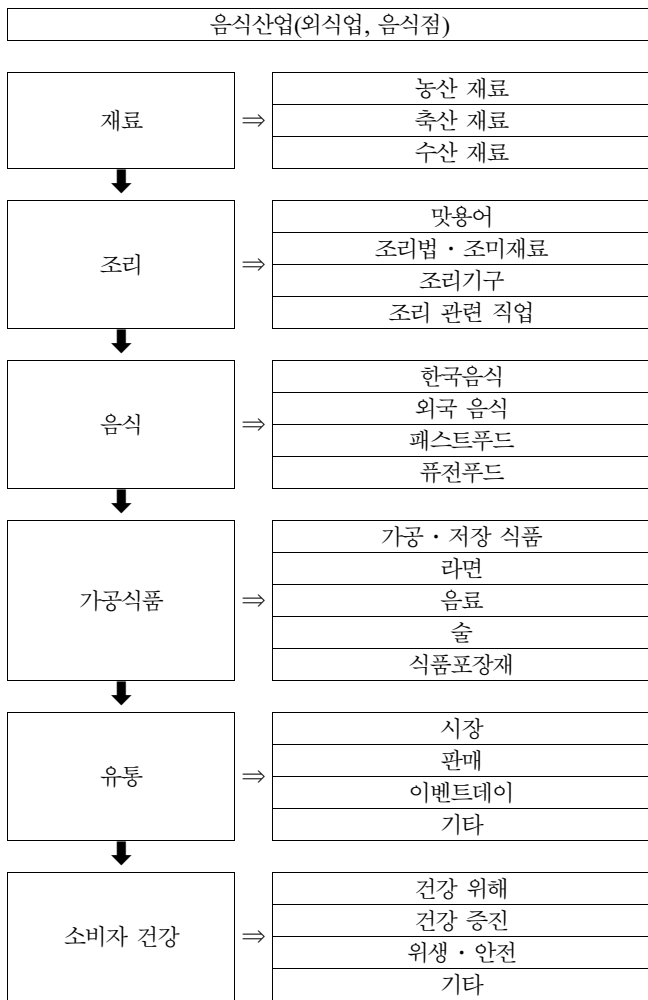 음식산업(외식업, 음식점)
재료
⇒
농산 재료
축산 재료
수산 재료
조리
⇒
맛용어
조리법・조미재료
조리기구
조리 관련 직업
음식
⇒
한국음식
외국 음식
패스트푸드
퓨전푸드
가공식품
⇒
가공・저장 식품
라면
음료
술
식품포장재
유통
⇒
시장
판매
이벤트데이
기타
소비자 건강
⇒
건강 위해
건강 증진
위생・안전
기타